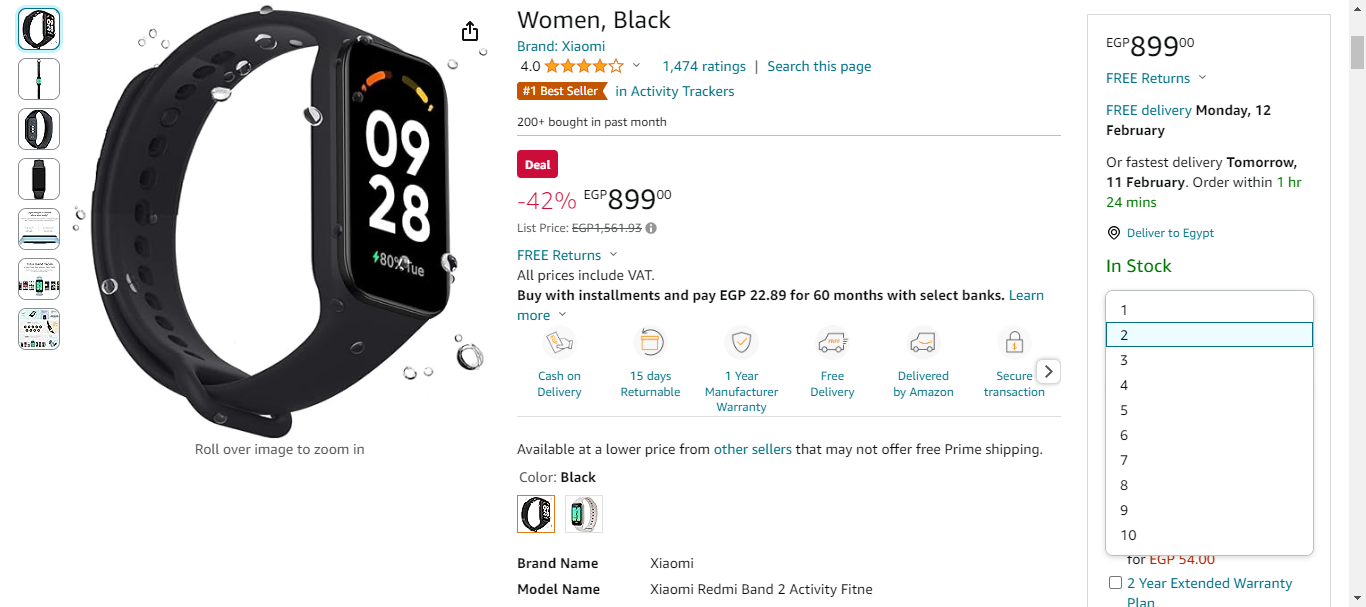 09
28
80% Tue
Roll over image to zoom in
Women, Black
Brand: Xiaomi
4.0
1,474 ratings | Search this page
#1 Best Seller in Activity Trackers
200+ bought in past month
Deal
-42% EGP89900
List Price: EGP1,561.93
FREE Returns
All prices include VAT.
Buy with installments and pay EGP 22.89 for 60 months with select banks. Learn
more
Cash on
Delivery
15 days
Returnable
1 Year
Manufacturer
Warranty
Free
Delivery
Delivered
by Amazon
Secure
transaction
Available at a lower price from other sellers that may not offer free Prime shipping.
Color: Black
Brand Name Xiaomi
Model Name Xiaomi Redmi Band 2 Activity Fitne
EGP89900
FREE Returns
FREE delivery Monday, 12
February
Or fastest delivery Tomorrow,
11 February. Order within 1 hr
24 mins
Deliver to Egypt
In Stock
1
2
3
4
5
6
7
8
9
10
for EGP 54.00
2 Year Extended Warranty
Plan